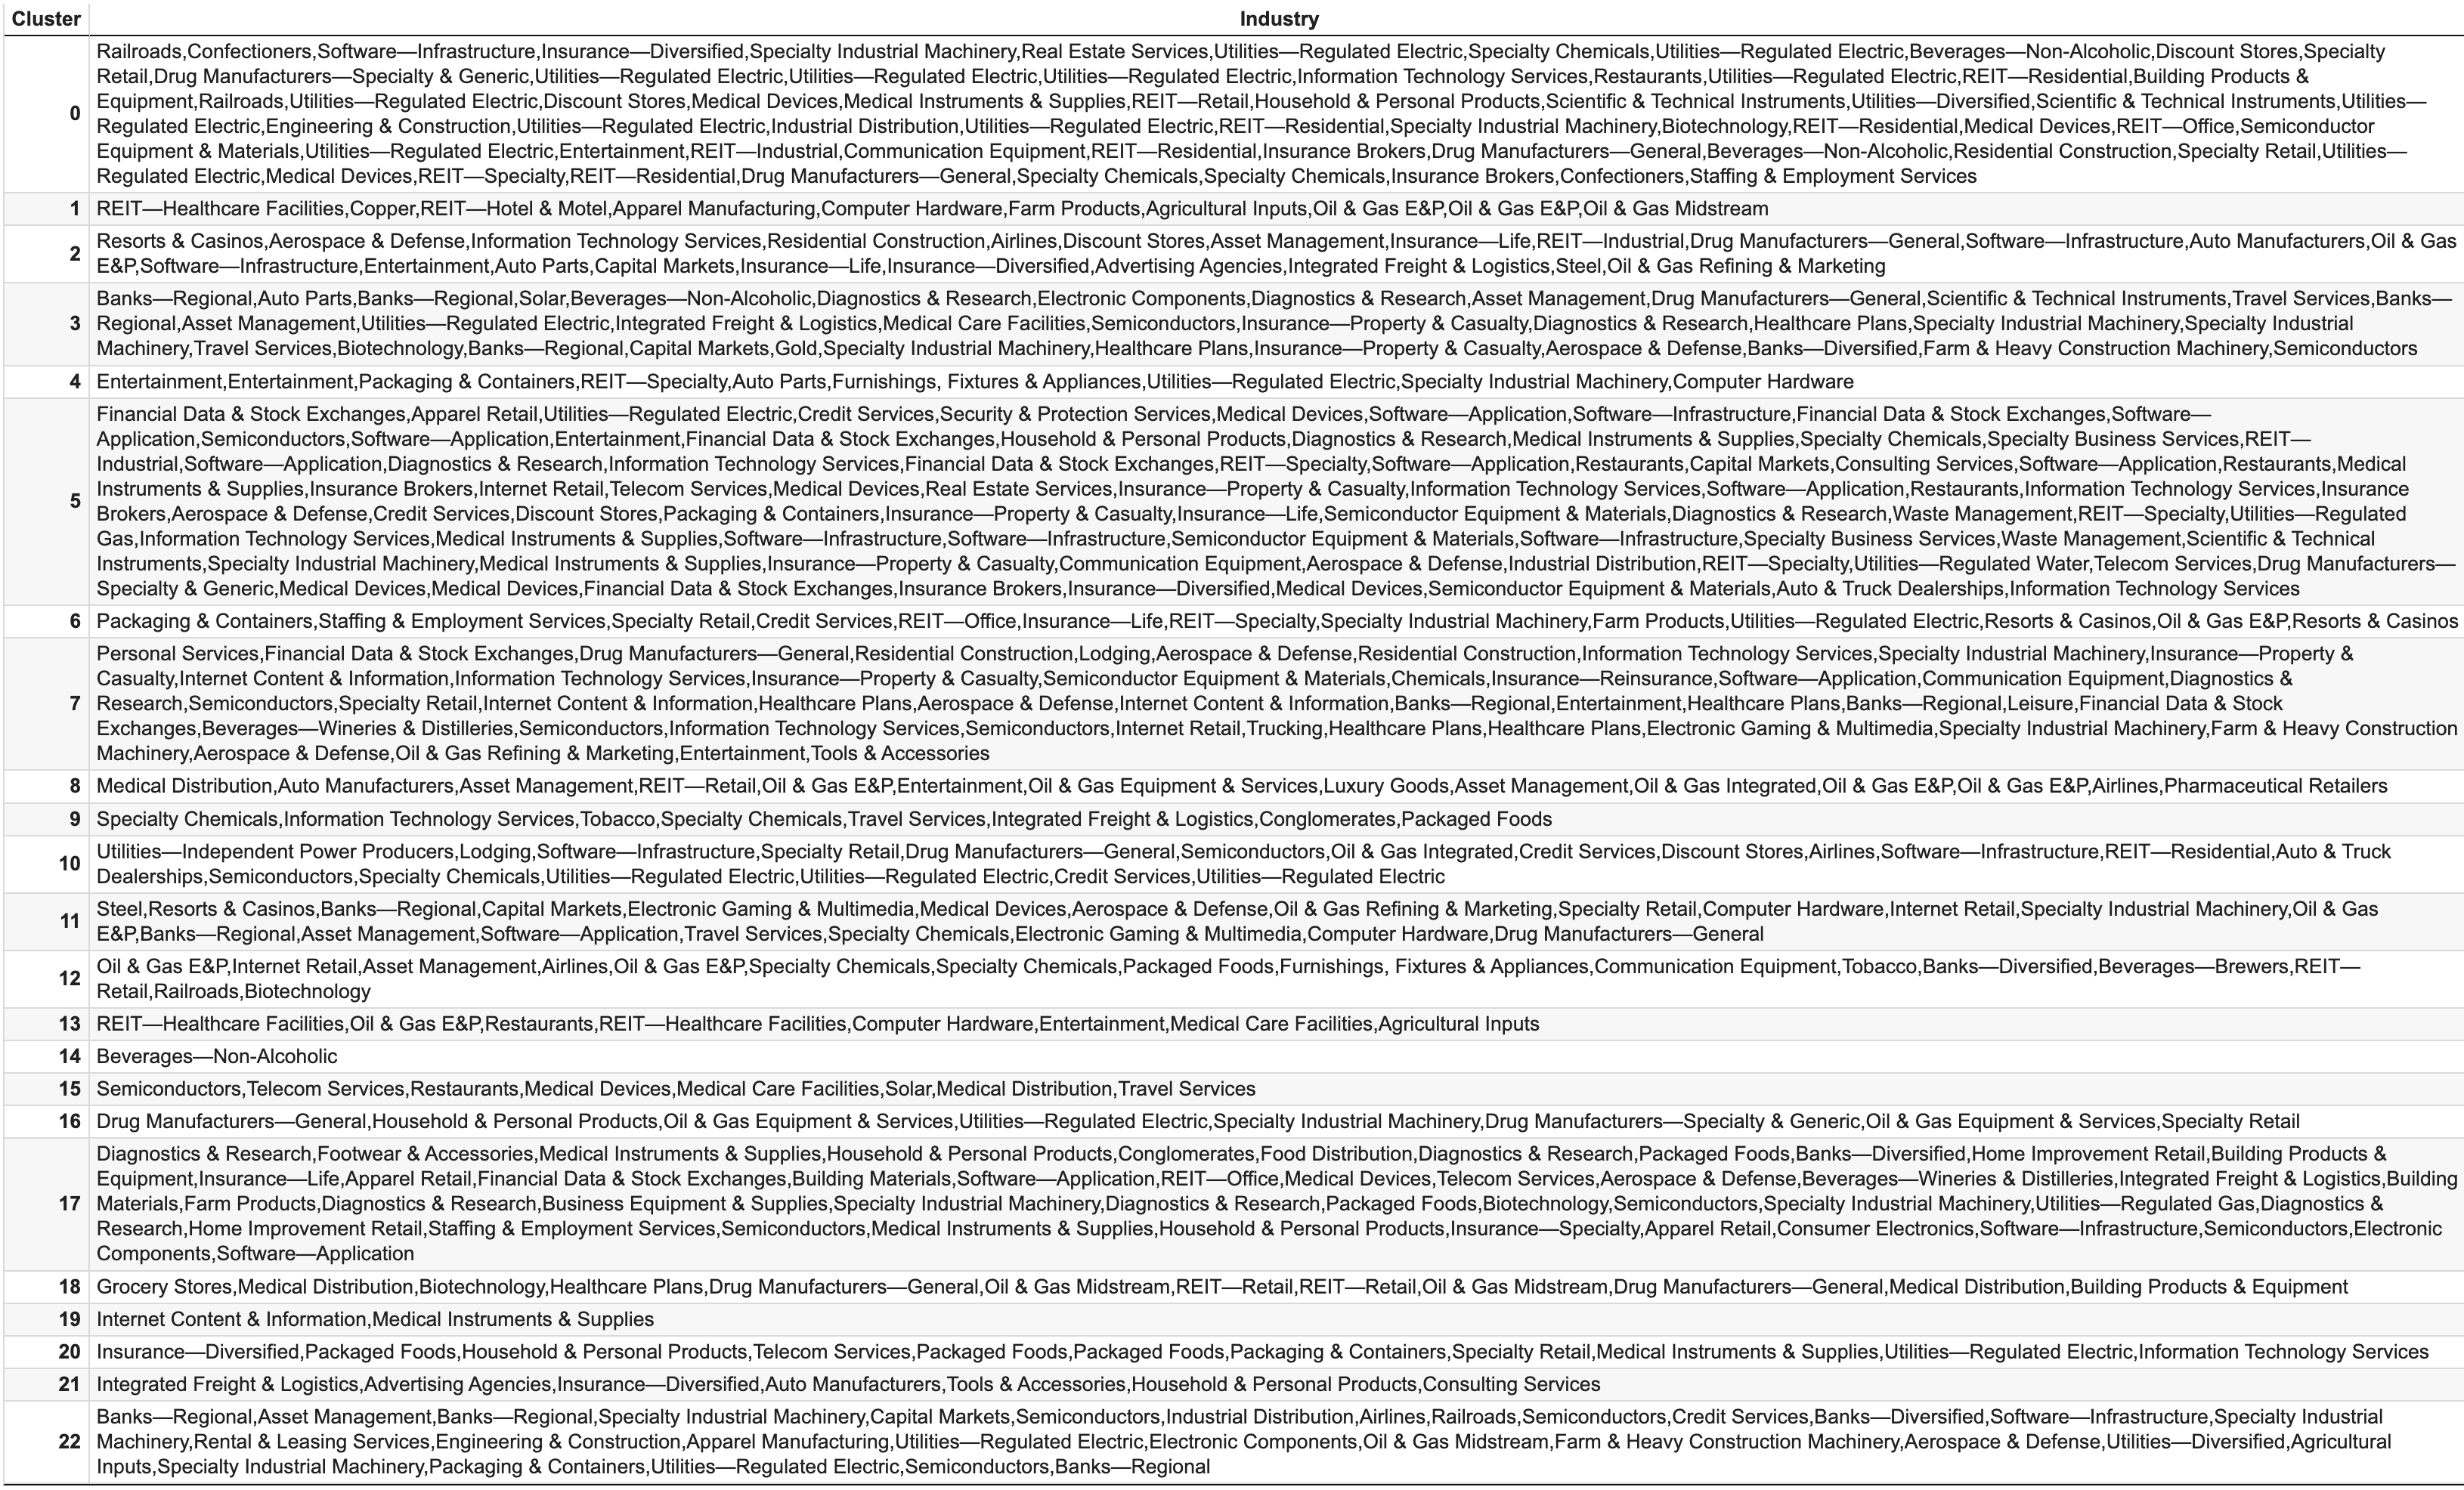 Cluster Industry
0
Railroads,Confectioners,Software—Infrastructure,Insurance—Diversified,Specialty Industrial Machinery,Real Estate Services,Utilities—Regulated Electric,Specialty Chemicals,Utilities—Regulated Electric,Beverages—Non-Alcoholic,Discount Stores,Specialty
Retail,Drug Manufacturers—Specialty & Generic,Utilities—Regulated Electric,Utilities—Regulated Electric,Utilities—Regulated Electric,Information Technology Services,Restaurants,Utilities—Regulated Electric,REIT—Residential,Building Products &
Equipment,Railroads,Utilities—Regulated Electric,Discount Stores,Medical Devices,Medical Instruments & Supplies,REIT—Retail,Household & Personal Products,Scientific & Technical Instruments,Utilities—Diversified,Scientific & Technical Instruments,Utilities—
Regulated Electric,Engineering & Construction,Utilities—Regulated Electric,Industrial Distribution,Utilities—Regulated Electric,REIT—Residential,Specialty Industrial Machinery,Biotechnology,REIT—Residential,Medical Devices,REIT—Office,Semiconductor
Equipment & Materials,Utilities—Regulated Electric,Entertainment,REIT—Industrial,Communication Equipment,REIT—Residential,Insurance Brokers,Drug Manufacturers—General,Beverages—Non-Alcoholic,Residential Construction,Specialty Retail,Utilities—
Regulated Electric,Medical Devices,REIT—Specialty,REIT—Residential,Drug Manufacturers—General,Specialty Chemicals,Specialty Chemicals,Insurance Brokers,Confectioners,Staffing & Employment Services
1 REIT—Healthcare Facilities,Copper,REIT—Hotel & Motel,Apparel Manufacturing,Computer Hardware,Farm Products,Agricultural Inputs,Oil & Gas E&P,Oil & Gas E&P,Oil & Gas Midstream
2
Resorts & Casinos,Aerospace & Defense,Information Technology Services,Residential Construction,Airlines,Discount Stores,Asset Management,Insurance—Life,REIT—Industrial,Drug Manufacturers—General,Software—Infrastructure,Auto Manufacturers,Oil & Gas
E&P,Software—Infrastructure,Entertainment,Auto Parts,Capital Markets,Insurance—Life,Insurance—Diversified,Advertising Agencies,Integrated Freight & Logistics,Steel,Oil & Gas Refining & Marketing
3
Banks—Regional,Auto Parts,Banks—Regional,Solar,Beverages—Non-Alcoholic,Diagnostics & Research,Electronic Components,Diagnostics & Research,Asset Management,Drug Manufacturers—General,Scientific & Technical Instruments,Travel Services,Banks—
Regional,Asset Management,Utilities—Regulated Electric,Integrated Freight & Logistics,Medical Care Facilities,Semiconductors,Insurance—Property & Casualty,Diagnostics & Research,Healthcare Plans,Specialty Industrial Machinery,Specialty Industrial
Machinery,Travel Services,Biotechnology,Banks—Regional,Capital Markets,Gold,Specialty Industrial Machinery,Healthcare Plans,Insurance—Property & Casualty,Aerospace & Defense,Banks—Diversified,Farm & Heavy Construction Machinery,Semiconductors
4 Entertainment,Entertainment,Packaging & Containers,REIT—Specialty,Auto Parts,Furnishings, Fixtures & Appliances,Utilities—Regulated Electric,Specialty Industrial Machinery,Computer Hardware
5
Financial Data & Stock Exchanges,Apparel Retail,Utilities—Regulated Electric,Credit Services,Security & Protection Services,Medical Devices,Software—Application,Software—Infrastructure,Financial Data & Stock Exchanges,Software—
Application,Semiconductors,Software—Application,Entertainment,Financial Data & Stock Exchanges,Household & Personal Products,Diagnostics & Research,Medical Instruments & Supplies,Specialty Chemicals,Specialty Business Services,REIT—
Industrial,Software—Application,Diagnostics & Research,Information Technology Services,Financial Data & Stock Exchanges,REIT—Specialty,Software—Application,Restaurants,Capital Markets,Consulting Services,Software—Application,Restaurants,Medical
Instruments & Supplies,Insurance Brokers,Internet Retail,Telecom Services,Medical Devices,Real Estate Services,Insurance—Property & Casualty,Information Technology Services,Software—Application,Restaurants,Information Technology Services,Insurance
Brokers,Aerospace & Defense,Credit Services,Discount Stores,Packaging & Containers,Insurance—Property & Casualty,Insurance—Life,Semiconductor Equipment & Materials,Diagnostics & Research,Waste Management,REIT—Specialty,Utilities—Regulated
Gas,Information Technology Services,Medical Instruments & Supplies,Software—Infrastructure,Software—Infrastructure,Semiconductor Equipment & Materials,Software—Infrastructure,Specialty Business Services,Waste Management,Scientific & Technical
Instruments,Specialty Industrial Machinery,Medical Instruments & Supplies,Insurance—Property & Casualty,Communication Equipment,Aerospace & Defense,Industrial Distribution,REIT—Specialty,Utilities—Regulated Water,Telecom Services,Drug Manufacturers—
Specialty & Generic,Medical Devices,Medical Devices,Financial Data & Stock Exchanges,Insurance Brokers,Insurance—Diversified,Medical Devices,Semiconductor Equipment & Materials,Auto & Truck Dealerships,Information Technology Services
6 Packaging & Containers,Staffing & Employment Services,Specialty Retail,Credit Services,REIT—Office,Insurance—Life,REIT—Specialty,Specialty Industrial Machinery,Farm Products,Utilities—Regulated Electric,Resorts & Casinos,Oil & Gas E&P,Resorts & Casinos
7
Personal Services,Financial Data & Stock Exchanges,Drug Manufacturers—General,Residential Construction,Lodging,Aerospace & Defense,Residential Construction,Information Technology Services,Specialty Industrial Machinery,Insurance—Property &
Casualty,Internet Content & Information,Information Technology Services,Insurance—Property & Casualty,Semiconductor Equipment & Materials,Chemicals,Insurance—Reinsurance,Software—Application,Communication Equipment,Diagnostics &
Research,Semiconductors,Specialty Retail,Internet Content & Information,Healthcare Plans,Aerospace & Defense,Internet Content & Information,Banks—Regional,Entertainment,Healthcare Plans,Banks—Regional,Leisure,Financial Data & Stock
Exchanges,Beverages—Wineries & Distilleries,Semiconductors,Information Technology Services,Semiconductors,Internet Retail,Trucking,Healthcare Plans,Healthcare Plans,Electronic Gaming & Multimedia,Specialty Industrial Machinery,Farm & Heavy Construction
Machinery,Aerospace & Defense,Oil & Gas Refining & Marketing,Entertainment,Tools & Accessories
8 Medical Distribution,Auto Manufacturers,Asset Management,REIT—Retail,Oil & Gas E&P,Entertainment,Oil & Gas Equipment & Services,Luxury Goods,Asset Management,Oil & Gas Integrated,Oil & Gas E&P,Oil & Gas E&P,Airlines,Pharmaceutical Retailers
9 Specialty Chemicals,Information Technology Services,Tobacco,Specialty Chemicals,Travel Services,Integrated Freight & Logistics,Conglomerates,Packaged Foods
10
Utilities—Independent Power Producers,Lodging,Software—Infrastructure,Specialty Retail,Drug Manufacturers—General,Semiconductors,Oil & Gas Integrated,Credit Services,Discount Stores,Airlines,Software—Infrastructure,REIT—Residential,Auto & Truck
Dealerships,Semiconductors,Specialty Chemicals,Utilities—Regulated Electric,Utilities—Regulated Electric,Credit Services,Utilities—Regulated Electric
11
Steel,Resorts & Casinos,Banks—Regional,Capital Markets,Electronic Gaming & Multimedia,Medical Devices,Aerospace & Defense,Oil & Gas Refining & Marketing,Specialty Retail,Computer Hardware,Internet Retail,Specialty Industrial Machinery,Oil & Gas
E&P,Banks—Regional,Asset Management,Software—Application,Travel Services,Specialty Chemicals,Electronic Gaming & Multimedia,Computer Hardware,Drug Manufacturers—General
12
Oil & Gas E&P,Internet Retail,Asset Management,Airlines,Oil & Gas E&P,Specialty Chemicals,Specialty Chemicals,Packaged Foods,Furnishings, Fixtures & Appliances,Communication Equipment,Tobacco,Banks—Diversified,Beverages—Brewers,REIT—
Retail,Railroads,Biotechnology
13 REIT—Healthcare Facilities,Oil & Gas E&P,Restaurants,REIT—Healthcare Facilities,Computer Hardware,Entertainment,Medical Care Facilities,Agricultural Inputs
14 Beverages—Non-Alcoholic
15 Semiconductors,Telecom Services,Restaurants,Medical Devices,Medical Care Facilities,Solar,Medical Distribution,Travel Services
16 Drug Manufacturers—General,Household & Personal Products,Oil & Gas Equipment & Services,Utilities—Regulated Electric,Specialty Industrial Machinery,Drug Manufacturers—Specialty & Generic,Oil & Gas Equipment & Services,Specialty Retail
17
Diagnostics & Research,Footwear & Accessories,Medical Instruments & Supplies,Household & Personal Products,Conglomerates,Food Distribution,Diagnostics & Research,Packaged Foods,Banks—Diversified,Home Improvement Retail,Building Products &
Equipment,Insurance—Life,Apparel Retail,Financial Data & Stock Exchanges,Building Materials,Software—Application,REIT—Office,Medical Devices,Telecom Services,Aerospace & Defense,Beverages—Wineries & Distilleries,Integrated Freight & Logistics,Building
Materials,Farm Products,Diagnostics & Research,Business Equipment & Supplies,Specialty Industrial Machinery,Diagnostics & Research,Packaged Foods,Biotechnology,Semiconductors,Specialty Industrial Machinery,Utilities—Regulated Gas,Diagnostics &
Research,Home Improvement Retail,Staffing & Employment Services,Semiconductors,Medical Instruments & Supplies,Household & Personal Products,Insurance—Specialty,Apparel Retail,Consumer Electronics,Software—Infrastructure,Semiconductors,Electronic
Components,Software—Application
18 Grocery Stores,Medical Distribution,Biotechnology,Healthcare Plans,Drug Manufacturers—General,Oil & Gas Midstream,REIT—Retail,REIT—Retail,Oil & Gas Midstream,Drug Manufacturers—General,Medical Distribution,Building Products & Equipment
19 Internet Content & Information,Medical Instruments & Supplies
20 Insurance—Diversified,Packaged Foods,Household & Personal Products,Telecom Services,Packaged Foods,Packaged Foods,Packaging & Containers,Specialty Retail,Medical Instruments & Supplies,Utilities—Regulated Electric,Information Technology Services
21 Integrated Freight & Logistics,Advertising Agencies,Insurance—Diversified,Auto Manufacturers,Tools & Accessories,Household & Personal Products,Consulting Services
22
Banks—Regional,Asset Management,Banks—Regional,Specialty Industrial Machinery,Capital Markets,Semiconductors,Industrial Distribution,Airlines,Railroads,Semiconductors,Credit Services,Banks—Diversified,Software—Infrastructure,Specialty Industrial
Machinery,Rental & Leasing Services,Engineering & Construction,Apparel Manufacturing,Utilities—Regulated Electric,Electronic Components,Oil & Gas Midstream,Farm & Heavy Construction Machinery,Aerospace & Defense,Utilities—Diversified,Agricultural
Inputs,Specialty Industrial Machinery,Packaging & Containers,Utilities—Regulated Electric,Semiconductors,Banks—Regional